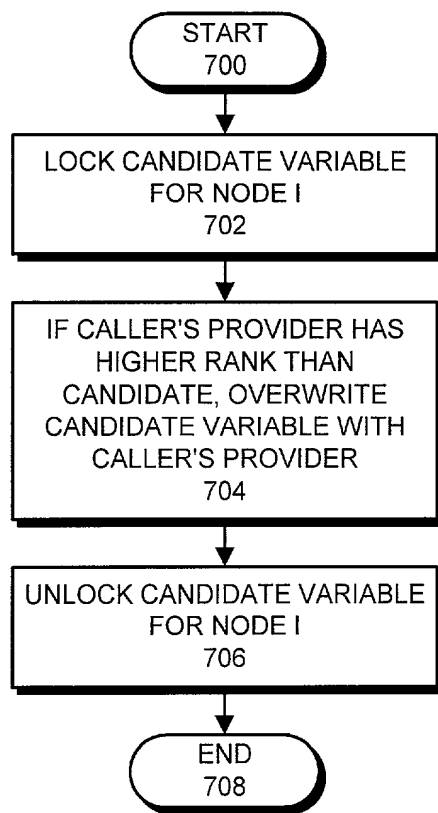 START
700
LOCK CANDIDATE VARIABLE
FOR NODE I
702
IF CALLER'S PROVIDER HAS
HIGHER RANK THAN
CANDIDATE, OVERWRITE
CANDIDATE VARIABLE WITH
CALLER'S PROVIDER
704
UNLOCK CANDIDATE VARIABLE
FOR NODE I
706
END
708